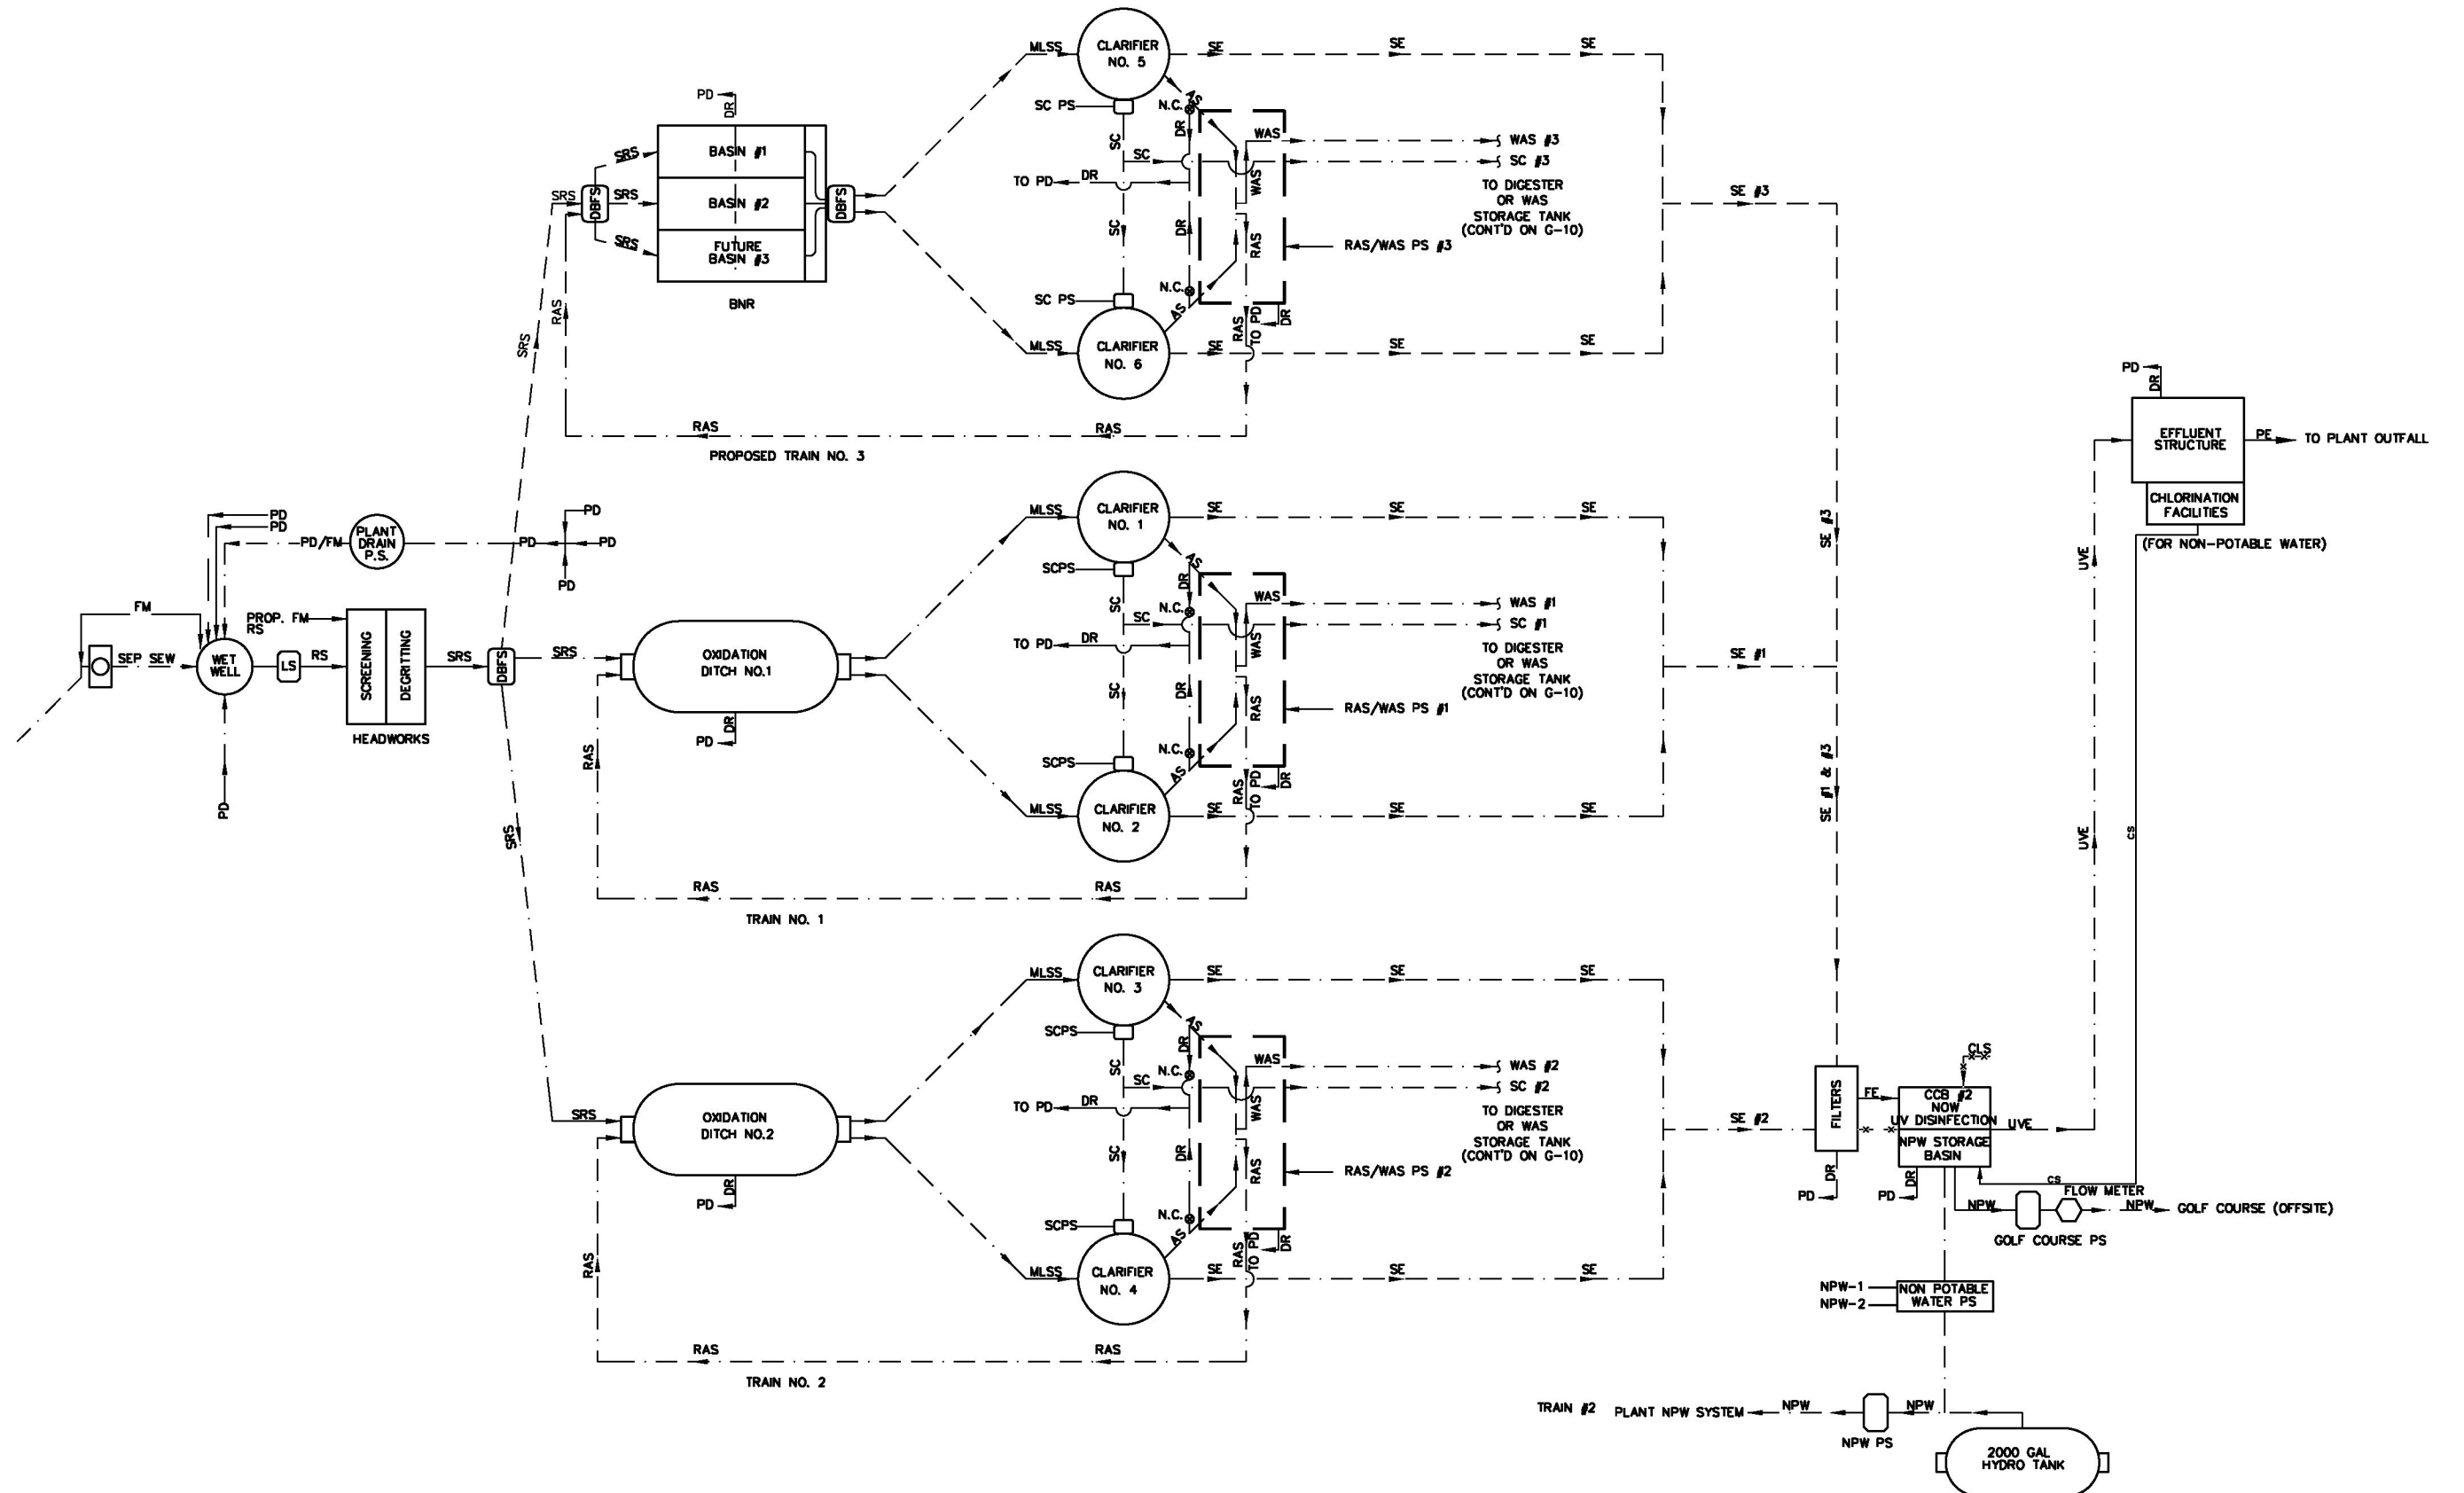 CLARIFIER
NO. 5
MLSS
SE
SE
SE
AS
SC PS
N.C.
DR
PD
DR
BASIN #1
BASIN #2
FUTURE
BASIN #3
BNR
SRS
SRS
SRS
SRS
DBFS
DBFS
SC
SC
WAS
WAS #3
SC #3
TO PD
DR
WAS
TO DIGESTER
OR WAS
STORAGE TANK
(CONT'D ON G-10)
SE #3
SC
DR
RAS
RAS/WAS PS #3
SC PS
N.C.
AS
RAS
TO PD
DR
MLSS
CLARIFIER
NO. 6
SE
SE
SE
RAS
SRS
RAS
RAS
PROPOSED TRAIN NO. 3
PD
DR
EFFLUENT
STRUCTURE
PE
TO PLANT OUTFALL
CHLORINATION
FACILITIES
(FOR NON-POTABLE WATER)
PD
PD
PD/FM
PLANT
DRAIN
P.S.
PD
PD
PD
PD
FM
SEP SEW
WET
WELL
LS
RS
PROP. FM
RS
SCREENING
DEGRITTING
HEADWORKS
SRS
DBFS
SRS
PD
SRS
OXIDATION
DITCH NO.1
DR
PD
RAS
MLSS
CLARIFIER
NO. 1
SE
SE
SE
AS
SCPS
DR
N.C.
SC
SC
WAS
WAS #1
SC #1
TO PD
DR
WAS
TO DIGESTER
OR WAS
STORAGE TANK
(CONT'D ON G-10)
SE #1
SE #3
SC
DR
RAS
RAS/WAS PS #1
SCPS
N.C.
AS
RAS
TO PD
DR
MLSS
CLARIFIER
NO. 2
SE
SE
SE
SE #1 & #3
UVE
UVE
CS
RAS
RAS
TRAIN NO. 1
MLSS
CLARIFIER
NO. 3
SE
SE
SE
AS
SCPS
DR
N.C.
SC
SC
WAS
WAS #2
SC #2
TO PD
DR
WAS
TO DIGESTER
OR WAS
STORAGE TANK
(CONT'D ON G-10)
SE #2
SRS
OXIDATION
DITCH NO.2
DR
PD
RAS
SC
DR
RAS
RAS/WAS PS #2
SCPS
N.C.
AS
RAS
TO PD
DR
MLSS
CLARIFIER
NO. 4
SE
SE
SE
RAS
RAS
TRAIN NO. 2
FILTERS
FE
CLS
CCB #2
NOW
UV DISINFECTION
NPW STORAGE
BASIN
UVE
DR
PD
DR
PD
CS
FLOW METER
NPW
NPW
GOLF COURSE (OFFSITE)
GOLF COURSE PS
NPW-1
NPW-2
NON POTABLE
WATER PS
TRAIN #2
PLANT NPW SYSTEM
NPW
NPW
NPW PS
2000 GAL
HYDRO TANK